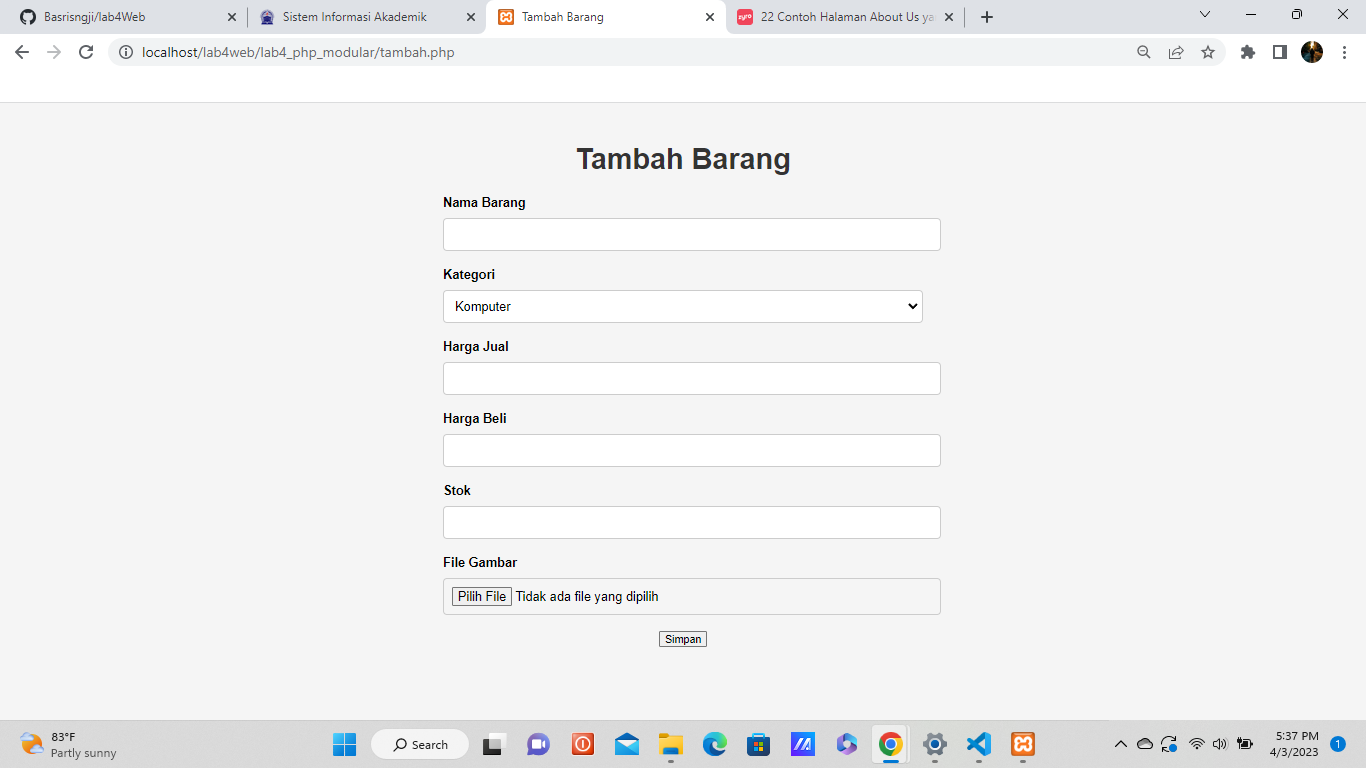 Basrisngji/lab4Web
Sistem Informasi Akademik
Tambah Barang
22 Contoh Halaman About Us ya
localhost/lab4web/lab4_php_modular/tambah.php
Tambah Barang
Nama Barang
Kategori
Komputer
Harga Jual
Harga Beli
Stok
File Gambar
Pilih File Tidak ada file yang dipilih
Simpan
83°F
Partly sunny
Search
5:37 PM
4/3/2023
1